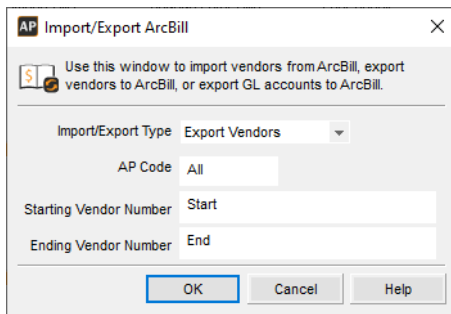 AP Import/Export ArcBill
Use this window to import vendors from ArcBill, export
vendors to ArcBill, or export GL accounts to ArcBill.
Import/Export Type Export Vendors
AP Code All
Starting Vendor Number Start
Ending Vendor Number End
OK Cancel Help